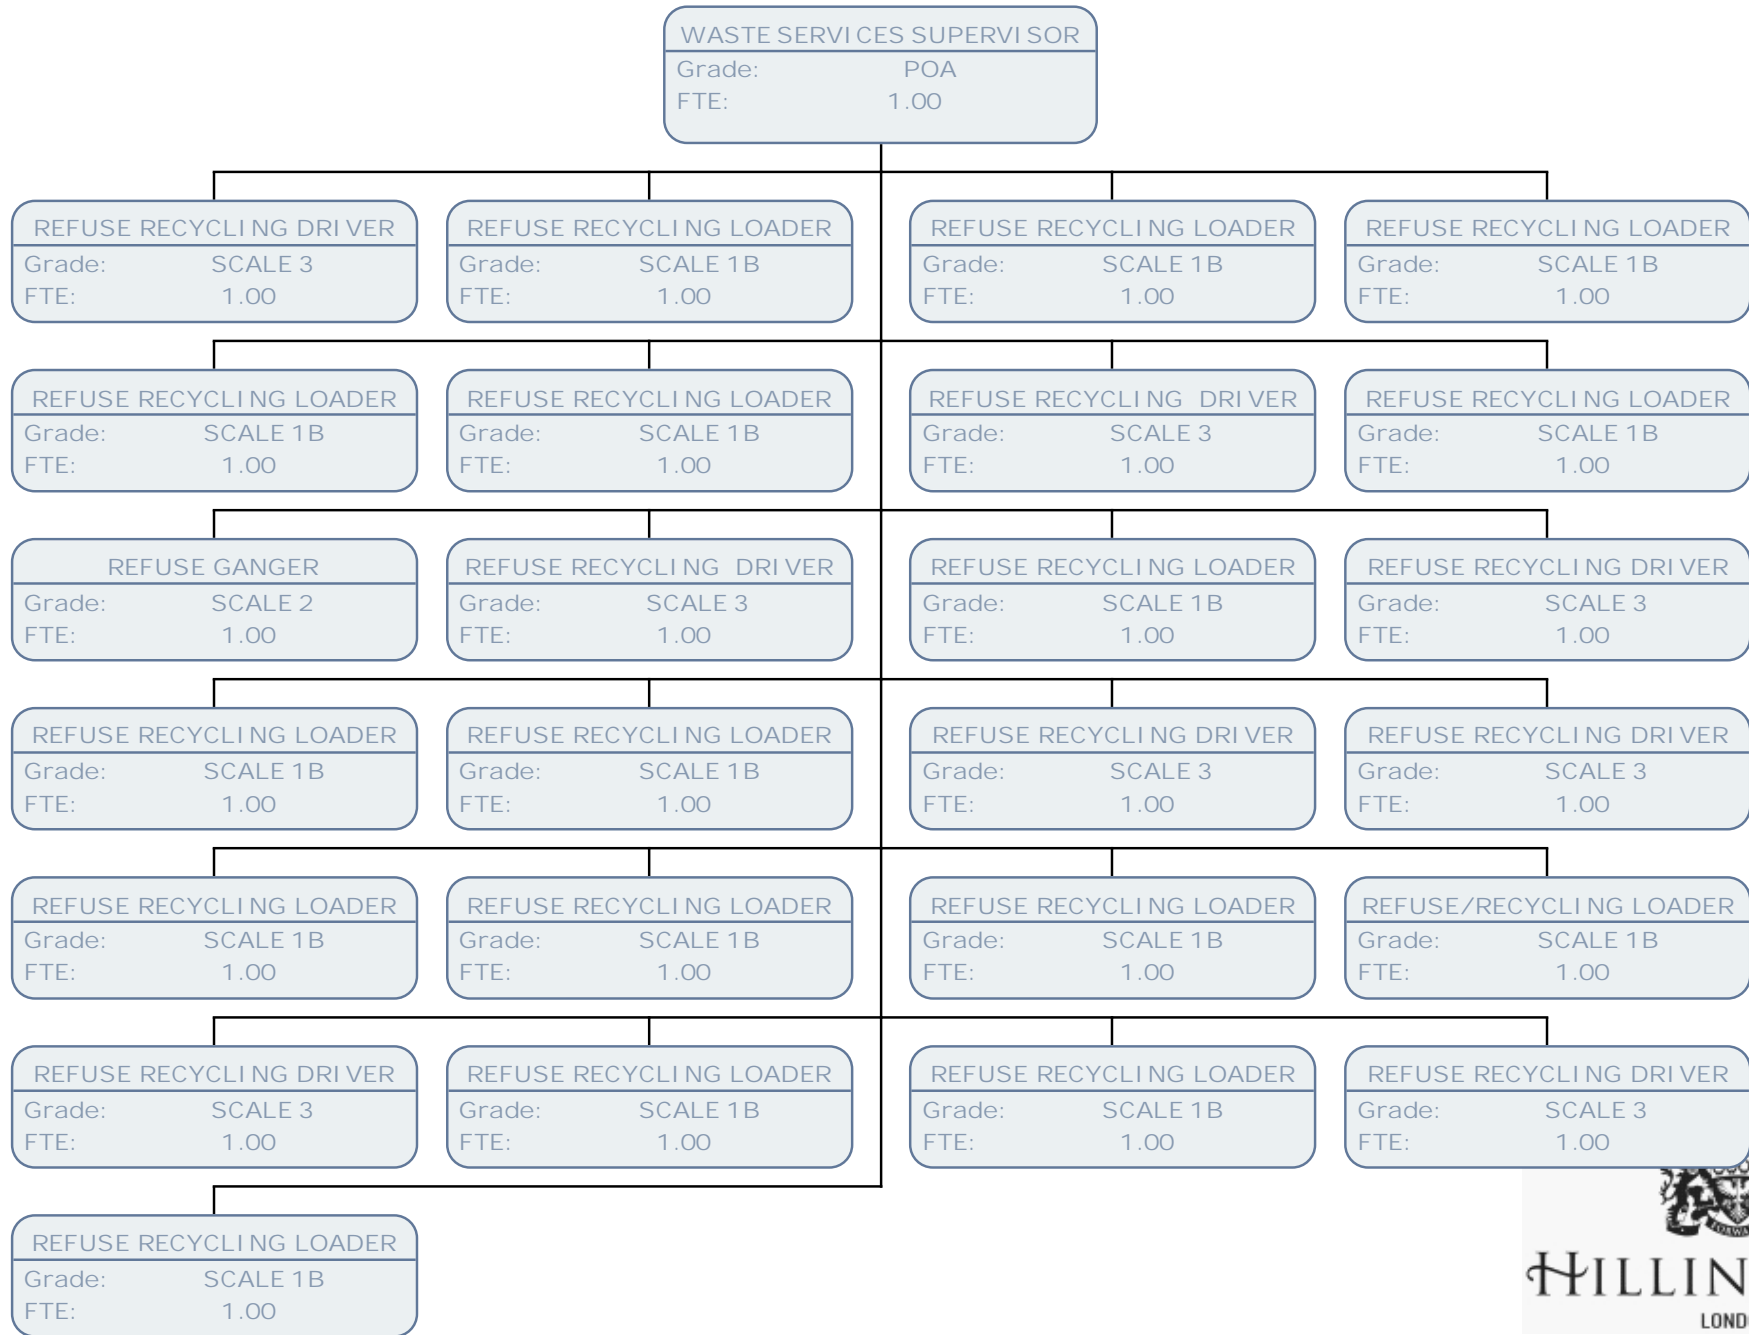 WASTE SERVICES SUPERVISOR
Grade: POA
FTE: 1.00
REFUSE RECYCLING DRIVER
Grade: SCALE 3
FTE: 1.00
REFUSE RECYCLING LOADER
Grade: SCALE 1B
FTE: 1.00
REFUSE RECYCLING LOADER
Grade: SCALE 1B
FTE: 1.00
REFUSE RECYCLING LOADER
Grade: SCALE 1B
FTE: 1.00
REFUSE RECYCLING LOADER
Grade: SCALE 1B
FTE: 1.00
REFUSE RECYCLING LOADER
Grade: SCALE 1B
FTE: 1.00
REFUSE RECYCLING DRIVER
Grade: SCALE 3
FTE: 1.00
REFUSE RECYCLING LOADER
Grade: SCALE 1B
FTE: 1.00
REFUSE GANGER
Grade: SCALE 2
FTE: 1.00
REFUSE RECYCLING DRIVER
Grade: SCALE 3
FTE: 1.00
REFUSE RECYCLING LOADER
Grade: SCALE 1B
FTE: 1.00
REFUSE RECYCLING DRIVER
Grade: SCALE 3
FTE: 1.00
REFUSE RECYCLING LOADER
Grade: SCALE 1B
FTE: 1.00
REFUSE RECYCLING LOADER
Grade: SCALE 1B
FTE: 1.00
REFUSE RECYCLING DRIVER
Grade: SCALE 3
FTE: 1.00
REFUSE RECYCLING DRIVER
Grade: SCALE 3
FTE: 1.00
REFUSE RECYCLING LOADER
Grade: SCALE 1B
FTE: 1.00
REFUSE RECYCLING LOADER
Grade: SCALE 1B
FTE: 1.00
REFUSE RECYCLING LOADER
Grade: SCALE 1B
FTE: 1.00
REFUSE/RECYCLING LOADER
Grade: SCALE 1B
FTE: 1.00
REFUSE RECYCLING DRIVER
Grade: SCALE 3
FTE: 1.00
REFUSE RECYCLING LOADER
Grade: SCALE 1B
FTE: 1.00
REFUSE RECYCLING LOADER
Grade: SCALE 1B
FTE: 1.00
REFUSE RECYCLING DRIVER
Grade: SCALE 3
FTE: 1.00
REFUSE RECYCLING LOADER
Grade: SCALE 1B
FTE: 1.00
HILLIN
LOND